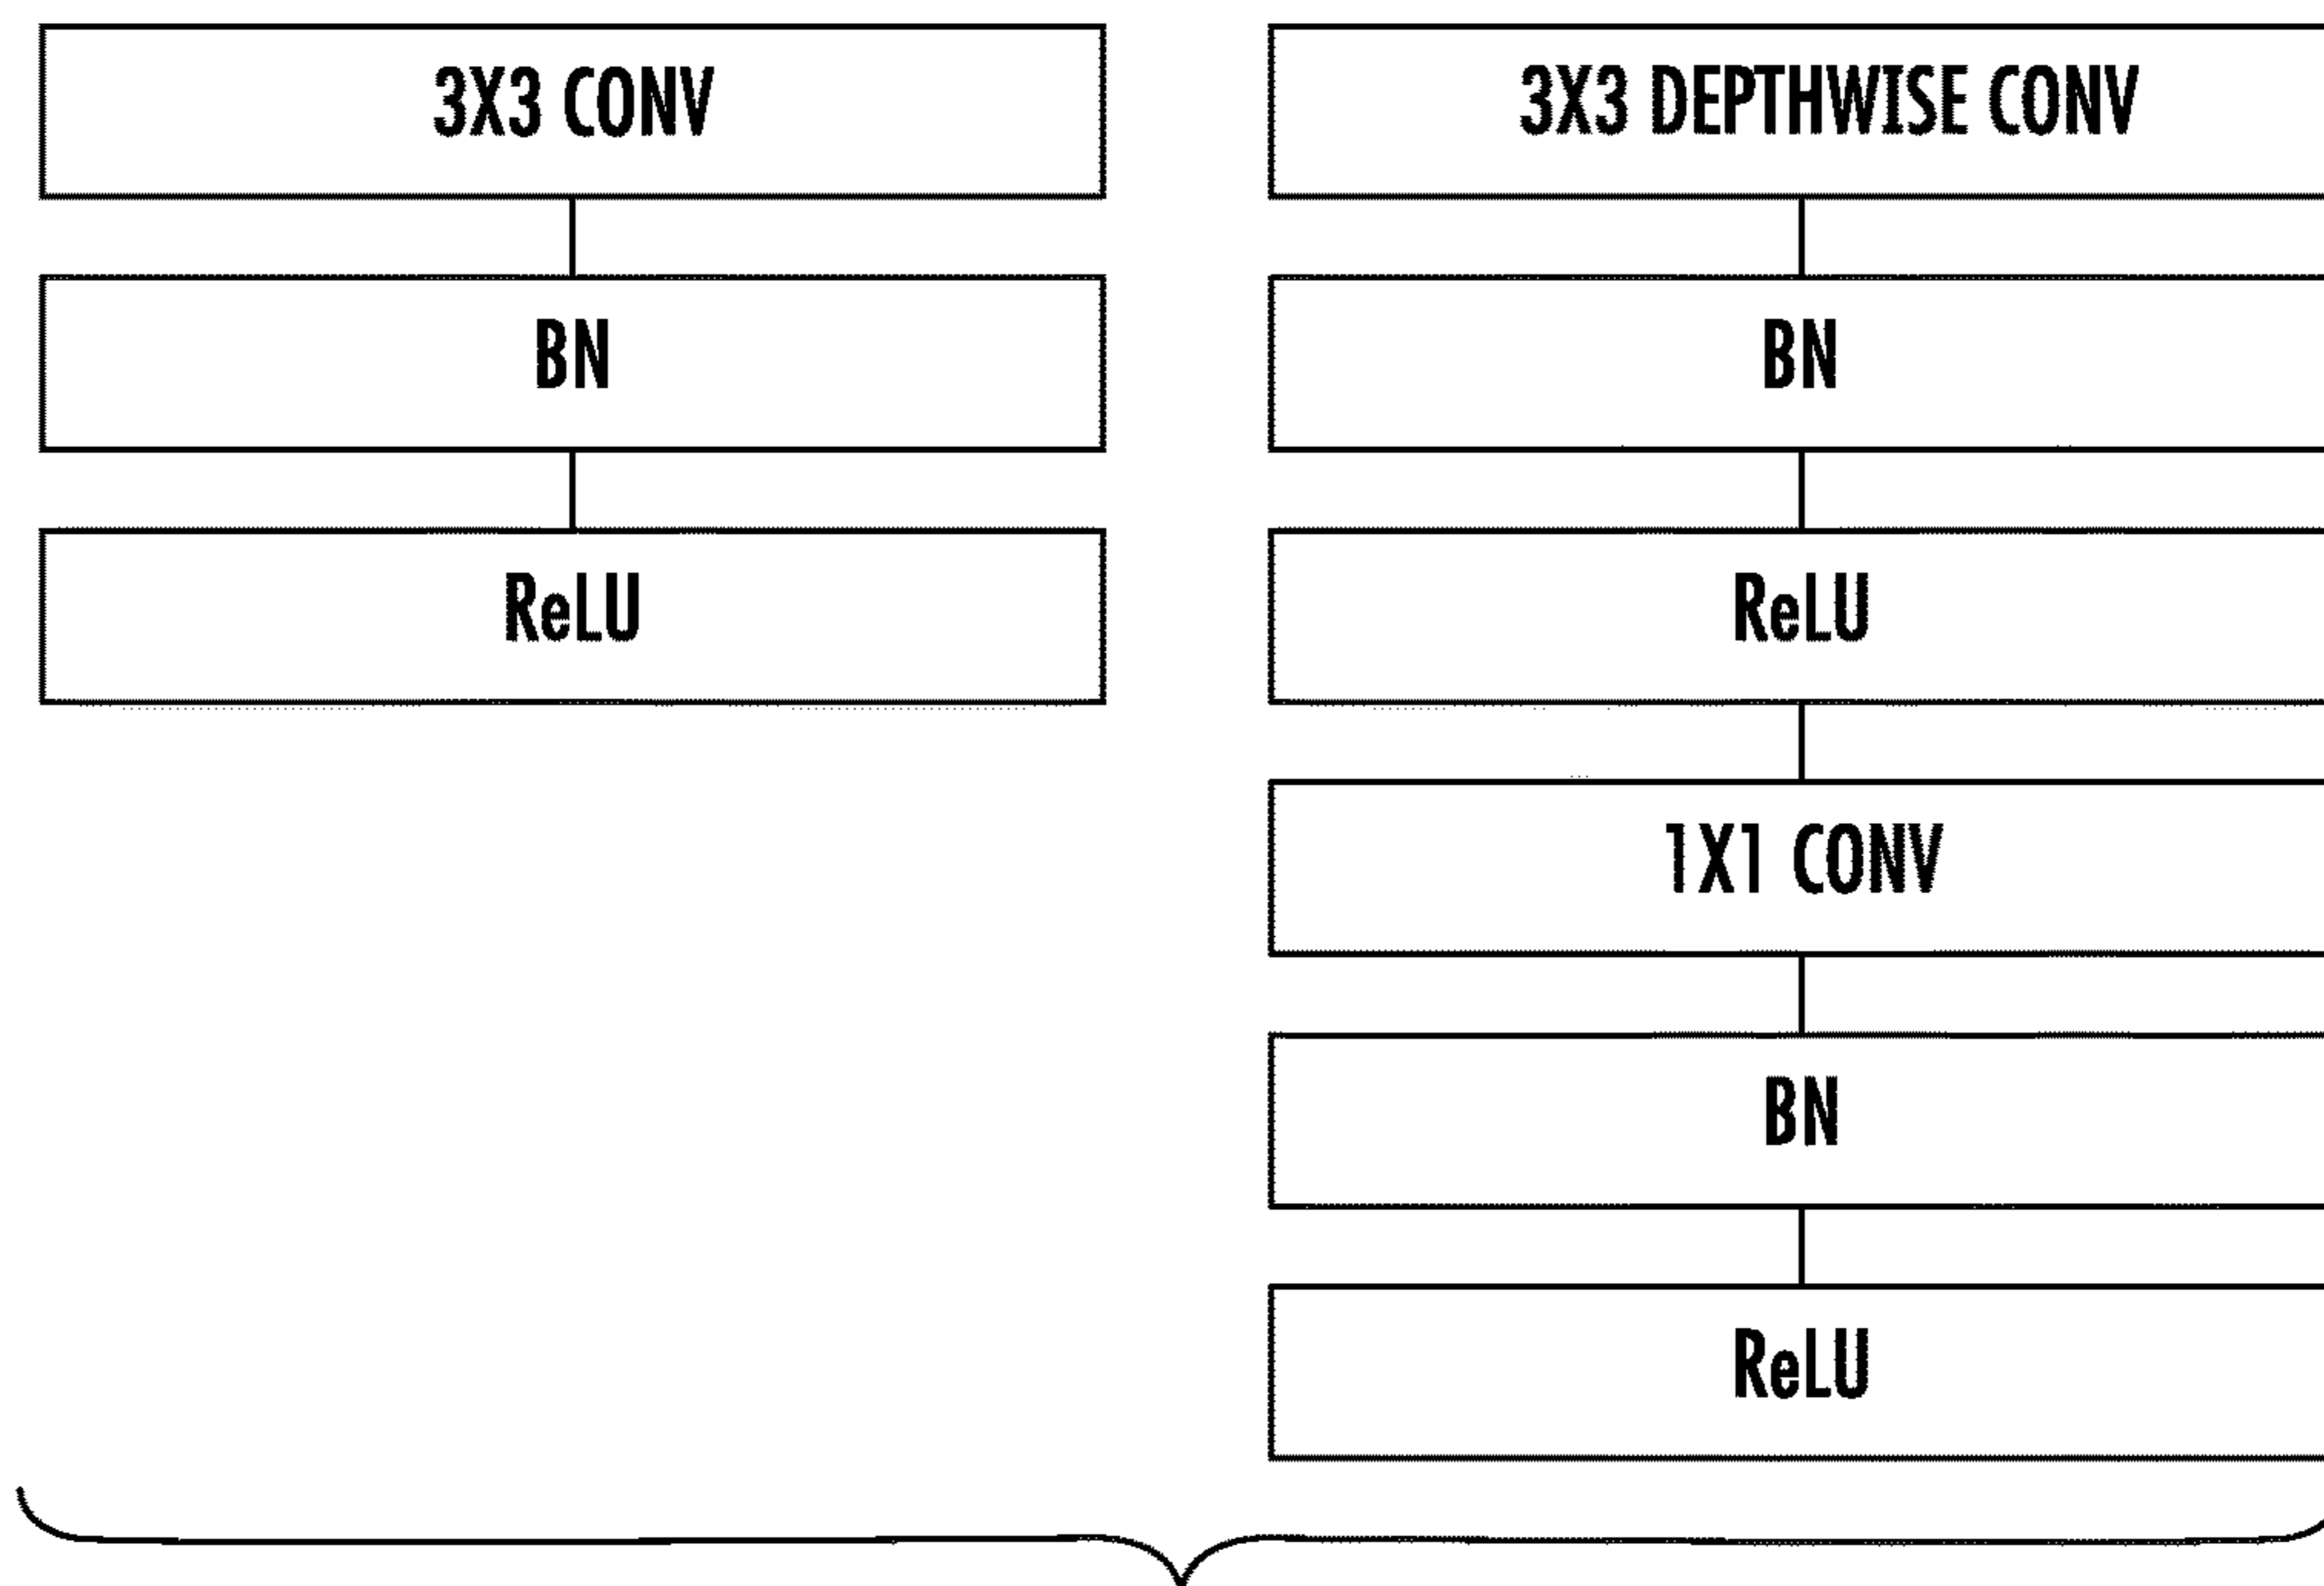 3X3 CONV
BN
ReLU
3X3 DEPTHWISE CONV
BN
ReLU
1X1 CONV
BN
ReLU